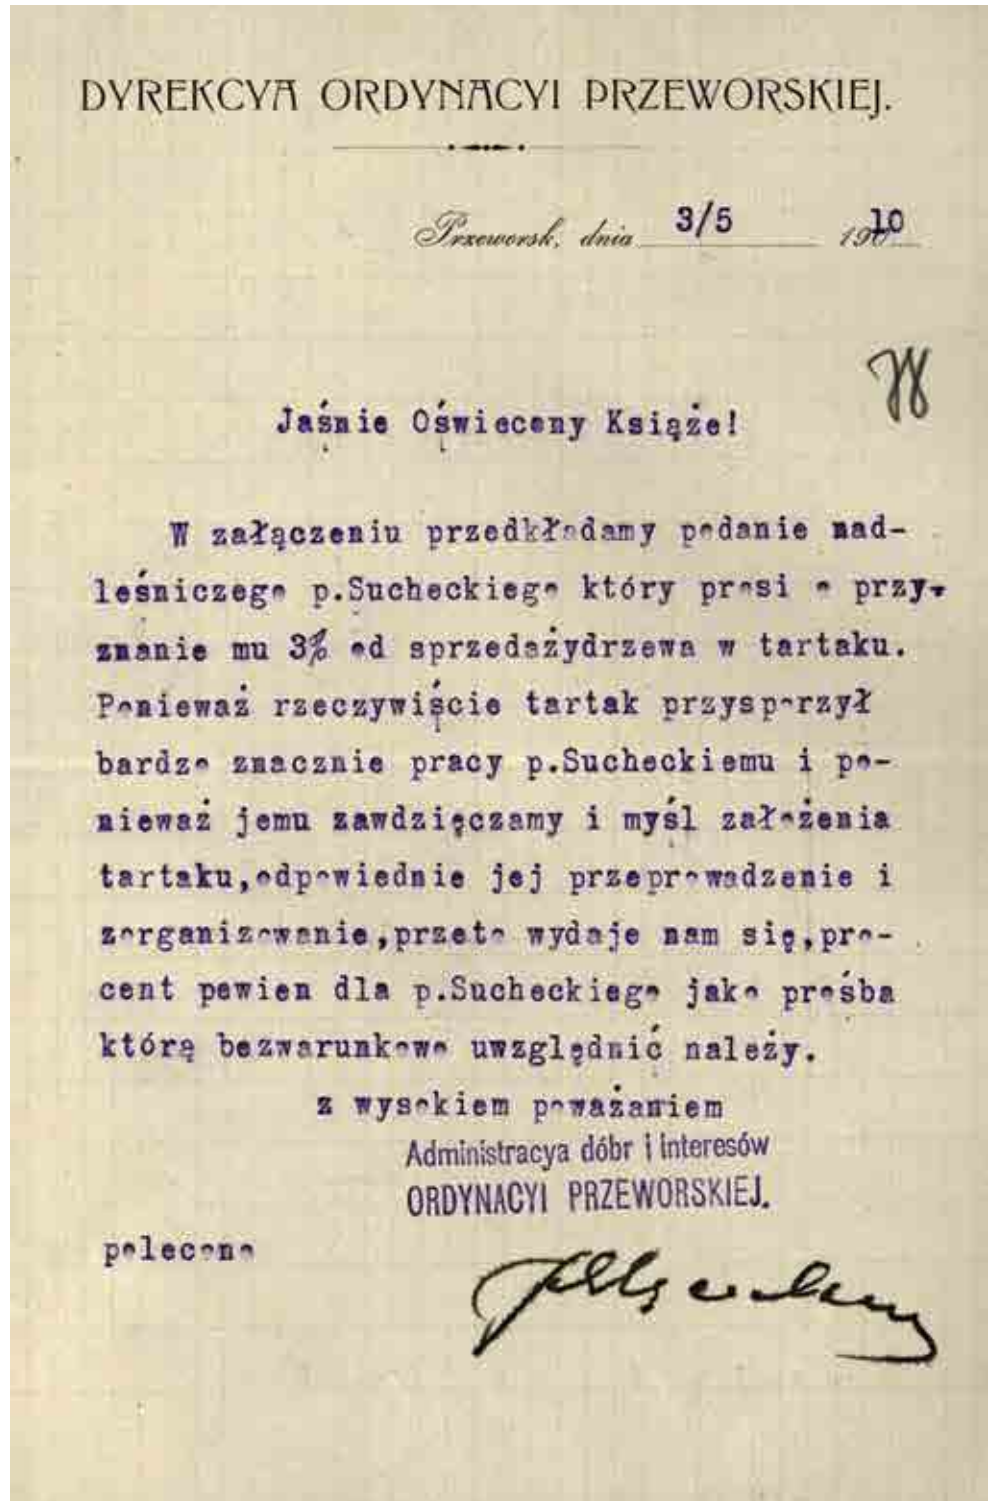 DYREKCYA ORDYNACYI PRZEWORSKIEJ.
Przeworsk, dnia 3/5 1910
Jaśnie Oświecony Książe!
W załączeniu przedkładamy podanie nad-
leśniczego p.Sucheckiego który prosi o przy-
znanie mu 3% od sprzedażydrzewa w tartaku.
Ponieważ rzeczywiście tartak przysporzył
bardzo znacznie pracy p.Sucheckiemu i po-
nieważ jemu zawdzięczamy i myśl założenia
tartaku,odpowiednie jej przeprowadzenie i
zorganizowanie,przeto wydaje nam się,pro-
cent pewien dla p.Sucheckiego jako prośba
którą bezwarunkowo uwzględnić należy.
z wysokiem poważaniem
Administracya dóbr i interesów
ORDYNACYI PRZEWORSKIEJ.
polecono